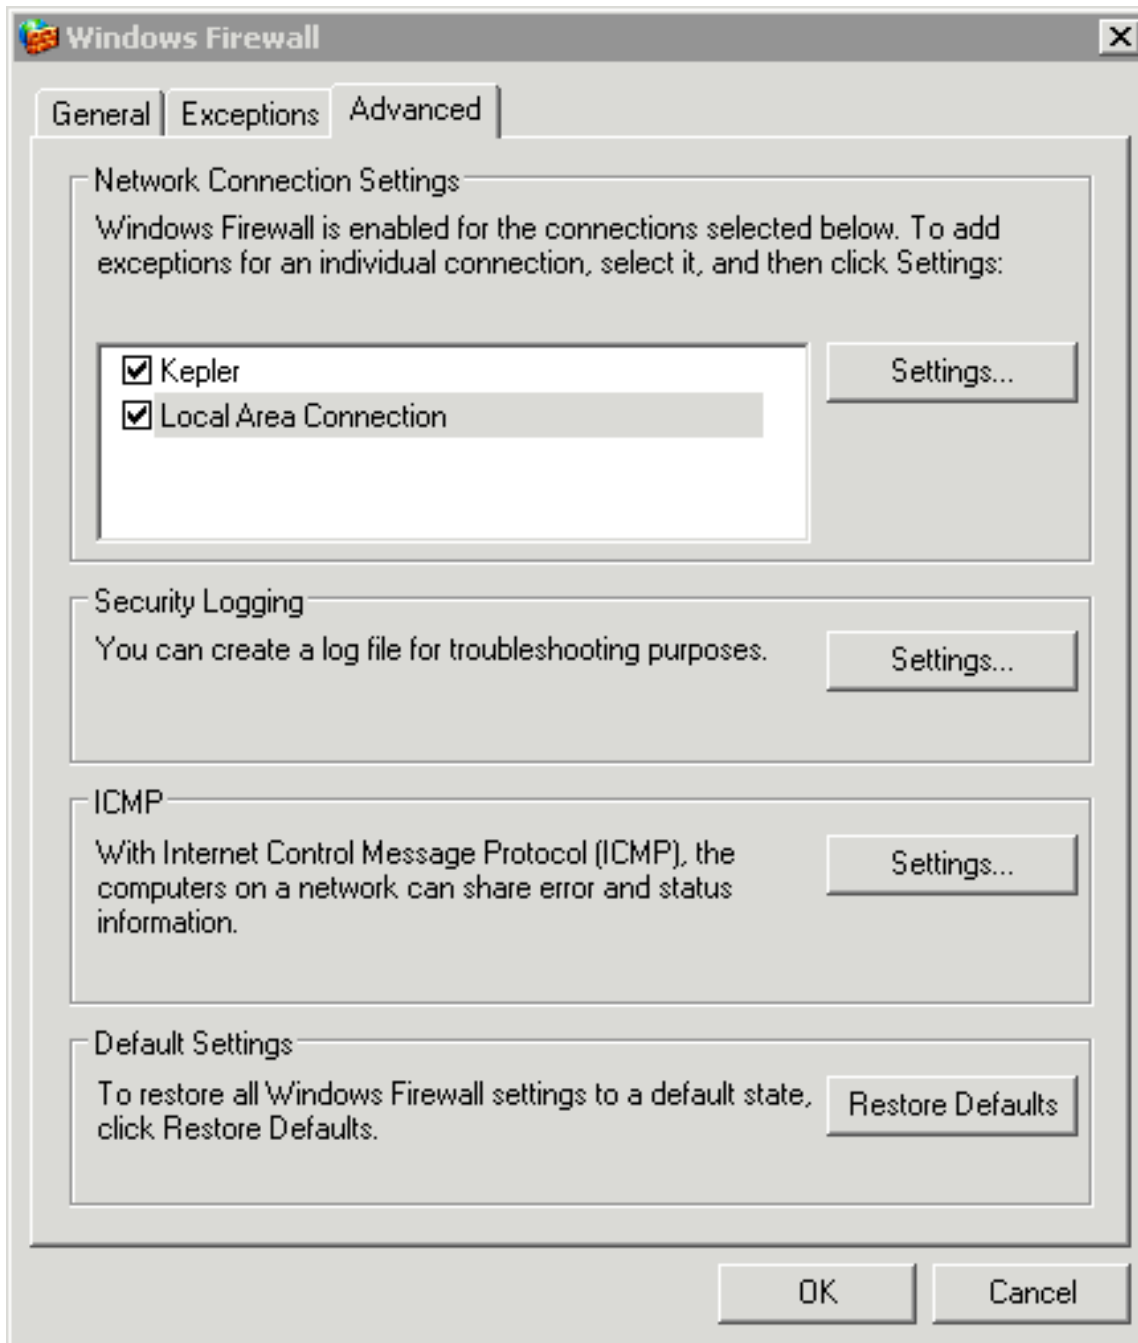 Windows Firewall
General
Exceptions
Advanced
Network Connection Settings
Windows Firewall is enabled for the connections selected below. To add
exceptions for an individual connection, select it, and then click Settings:
Kepler
Local Area Connection
Settings...
Security Logging
You can create a log file for troubleshooting purposes.
Settings...
ICMP
With Internet Control Message Protocol (ICMP), the
computers on a network can share error and status
information.
Settings...
Default Settings
To restore all Windows Firewall settings to a default state,
click Restore Defaults.
Restore Defaults
OK
Cancel